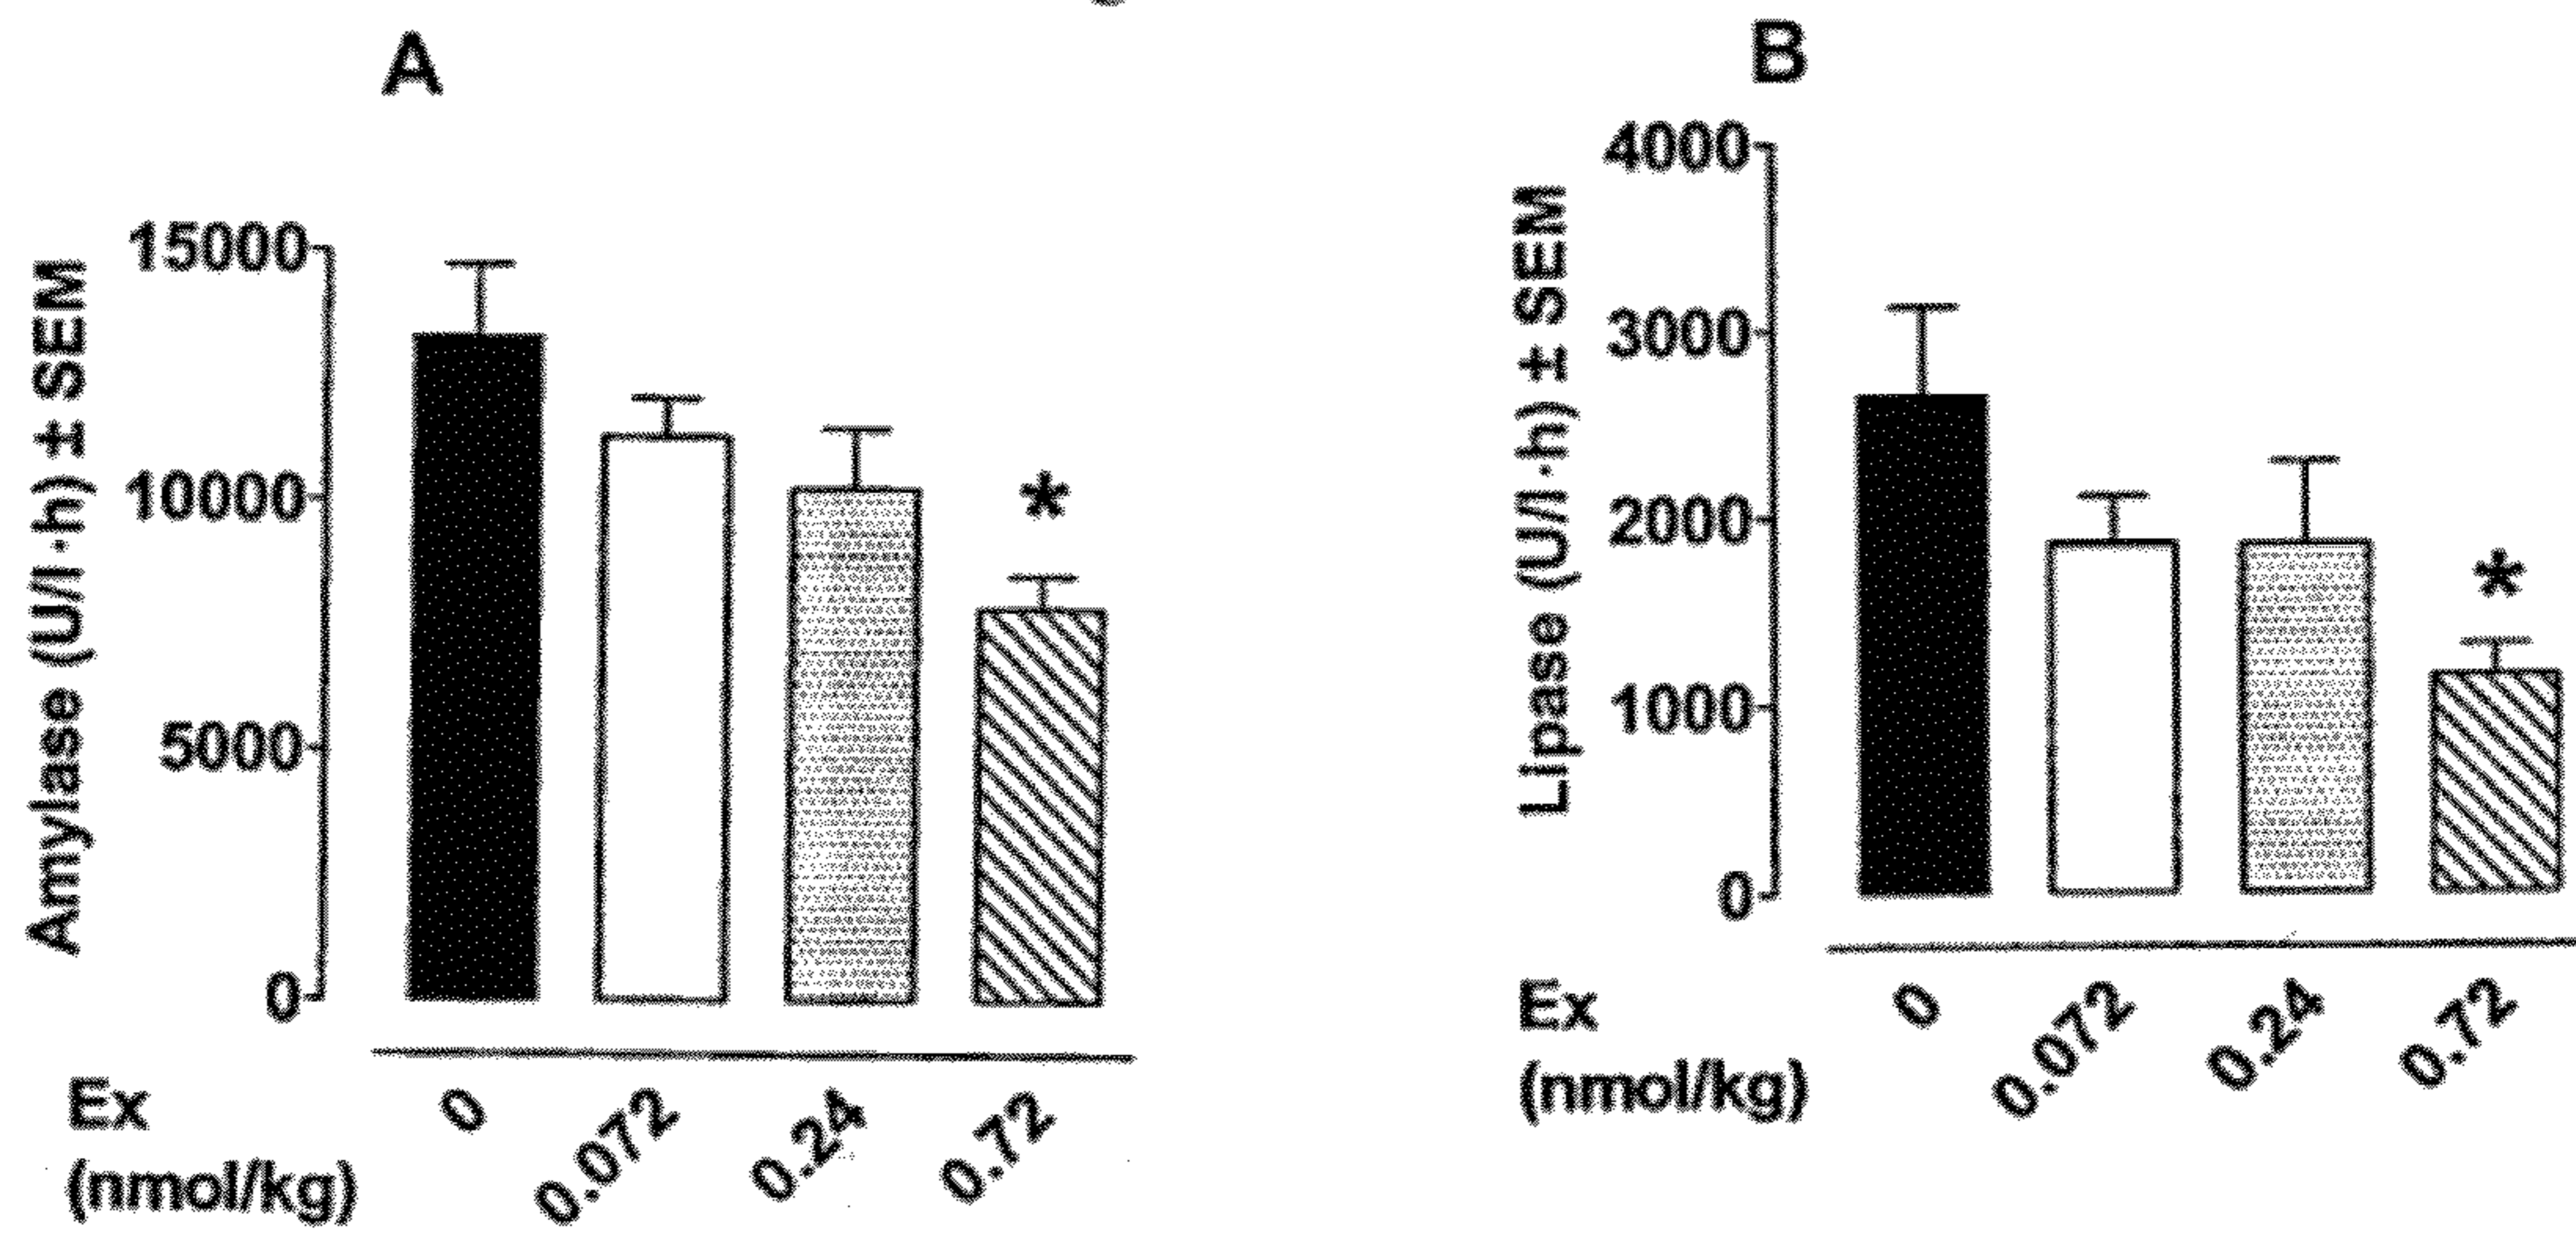 A
Amylase (U/l·h) ± SEM
15000
10000
5000
0
*
Ex
(nmol/kg)
0
0.072
0.24
0.72
B
Lipase (U/l·h) ± SEM
4000
3000
2000
1000
0
*
Ex
(nmol/kg)
0
0.072
0.24
0.72